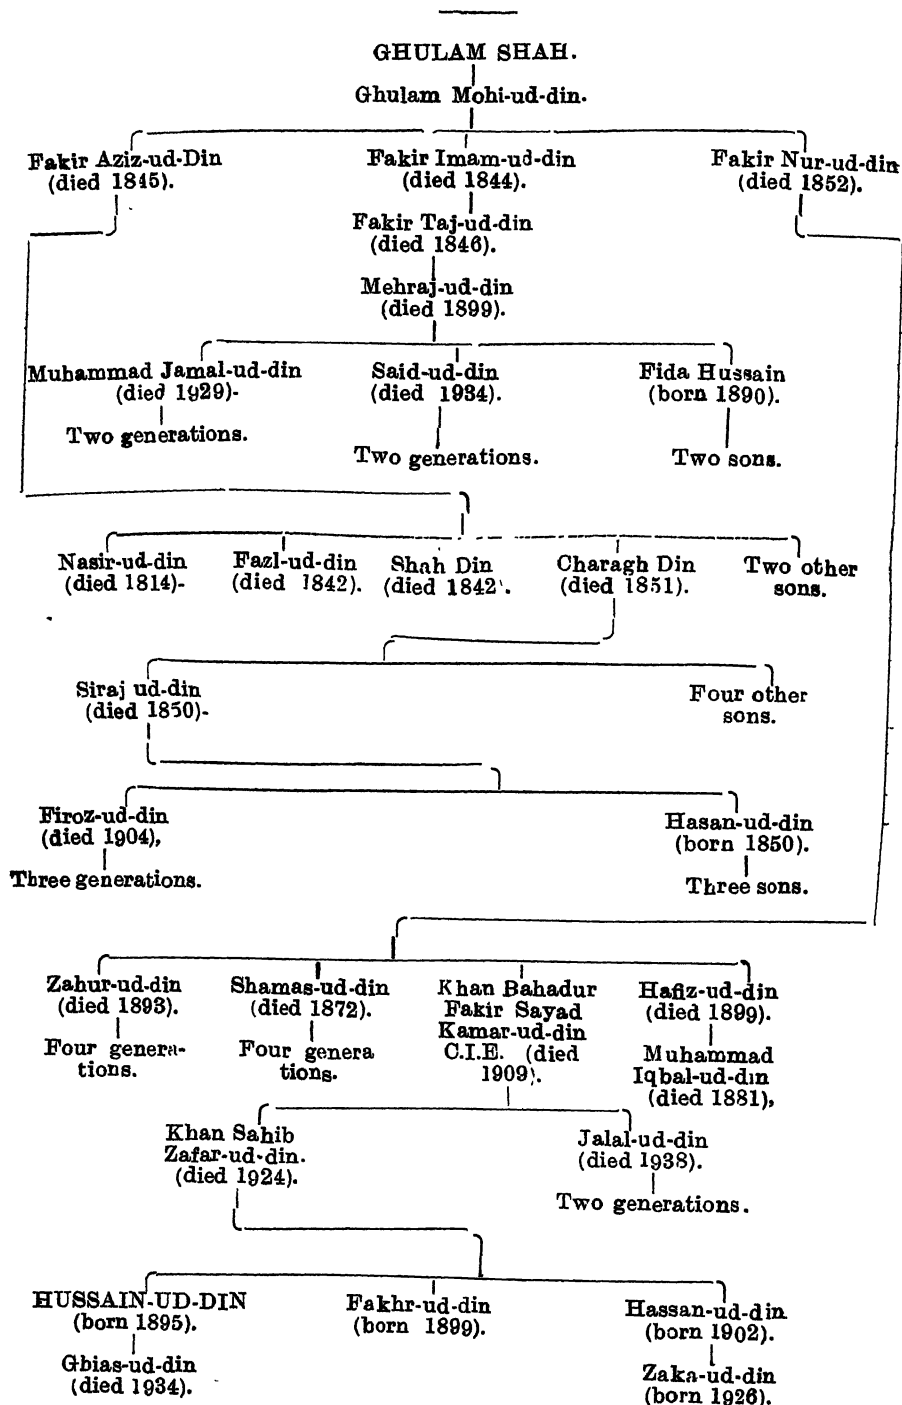 GHULAM SHAH.
Ghulam Mohi-ud-din.
Fakir Aziz-ud-Din
(died 1845).
Fakir Imam-ud-din
(died 1844).
Fakir Nur-ud-din
(died 1852).
Fakir Taj-ud-din
(died 1846).
Mehraj-ud-din
(died 1899).
Muhammad Jamal-ud-din
(died 1929)-
Two generations.
Said-ud-din
(died 1934).
Two generations.
Fida Hussain
(born 1890).
Two sons.
Nasir-ud-din
(died 1814)-
Fazl-ud-din
(died 1842).
Shah Din
(died 1842).
Charagh Din
(died 1851).
Two other
sons.
Siraj ud-din
(died 1850)-
Four other
sons.
Firoz-ud-din
(died 1904),
Three generations.
Hasan-ud-din
(born 1850).
Three sons.
Zahur-ud-din
(died 1893).
Four genera-
tions.
Shamas-ud-din
(died 1872).
Four genera
tions.
Khan Bahadur
Fakir Sayad
Kamar-ud-din
C.I.E. (died
1909).
Hafiz-ud-din
(died 1899).
Muhammad
Iqbal-ud-din
(died 1881),
Khan Sahib
Zafar-ud-din.
(died 1924).
Jalal-ud-din
(died 1938).
Two generations.
HUSSAIN-UD-DIN
(born 1895).
Gbias-ud-din
(died 1934).
Fakhr-ud-din
(born 1899).
Hassan-ud-din
(born 1902).
Zaka-ud-din
(born 1926).